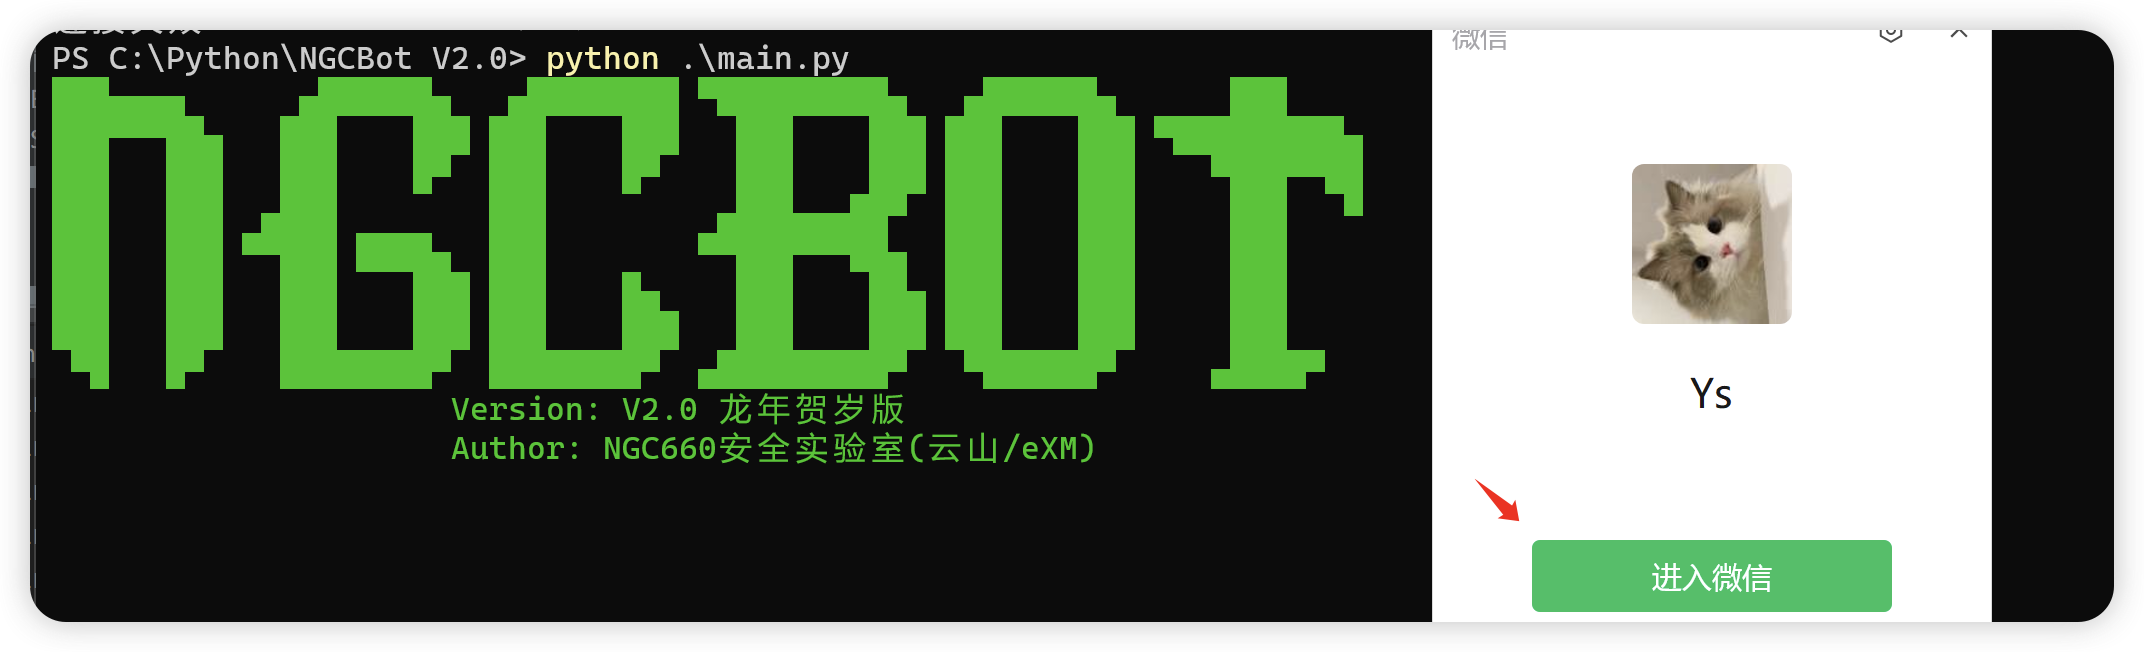 PS C:\Python\NGCBot V2.0> python .\main.py
NGCBOT
Version: V2.0 龙年贺岁版
Author: NGC660安全实验室(云山/eXM)
微信
Ys
进入微信